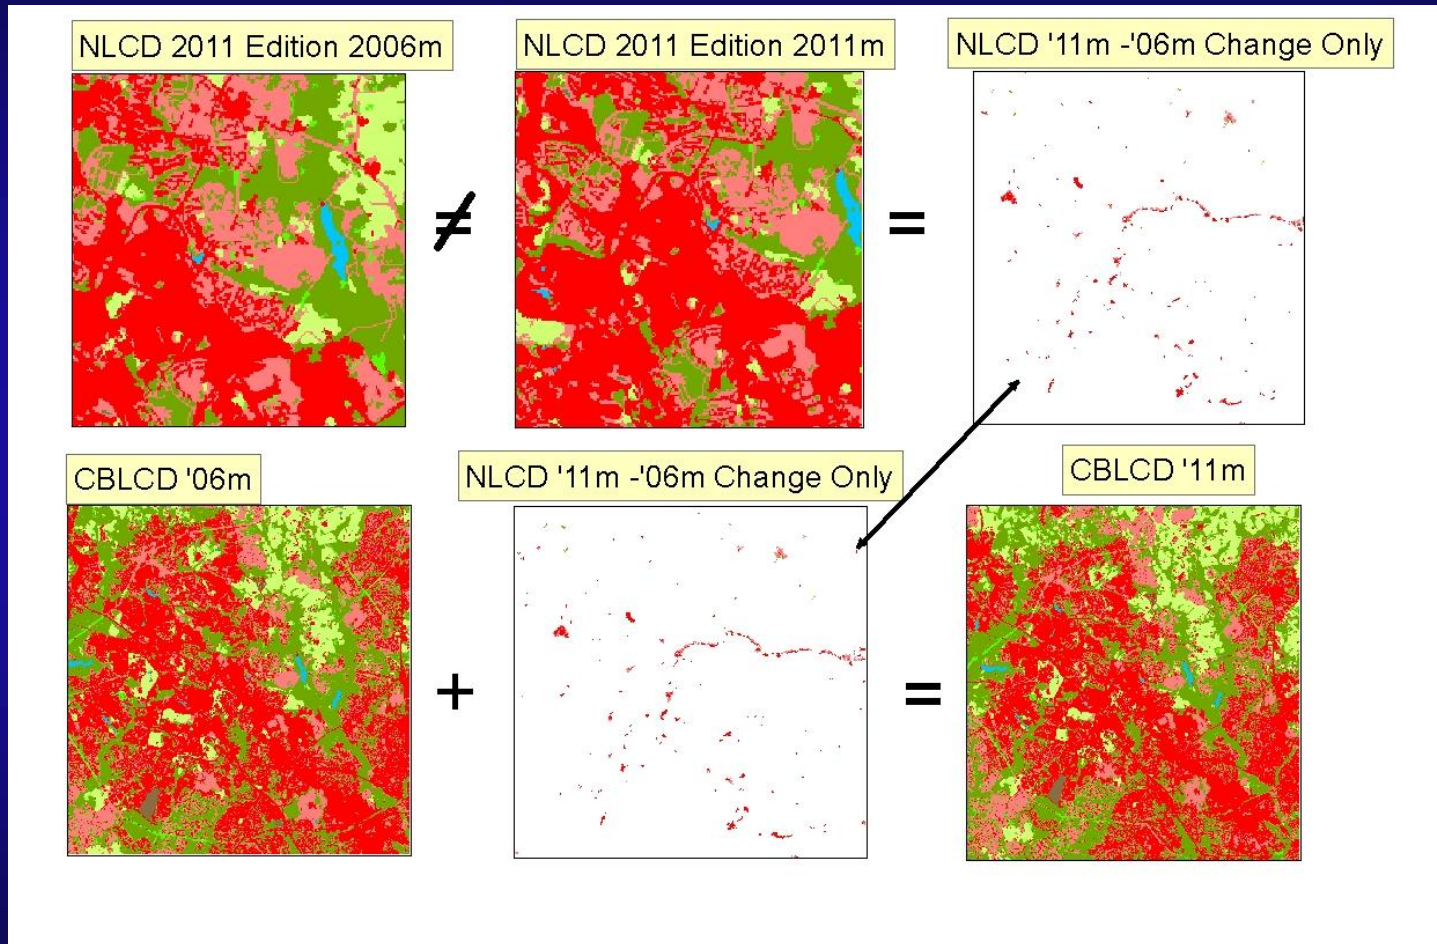 NLCD 2011 Edition 2006m
NLCD 2011 Edition 2011m
NLCD '11m -'06m Change Only
≠
=
CBLCD '06m
NLCD '11m -'06m Change Only
CBLCD '11m
+
=